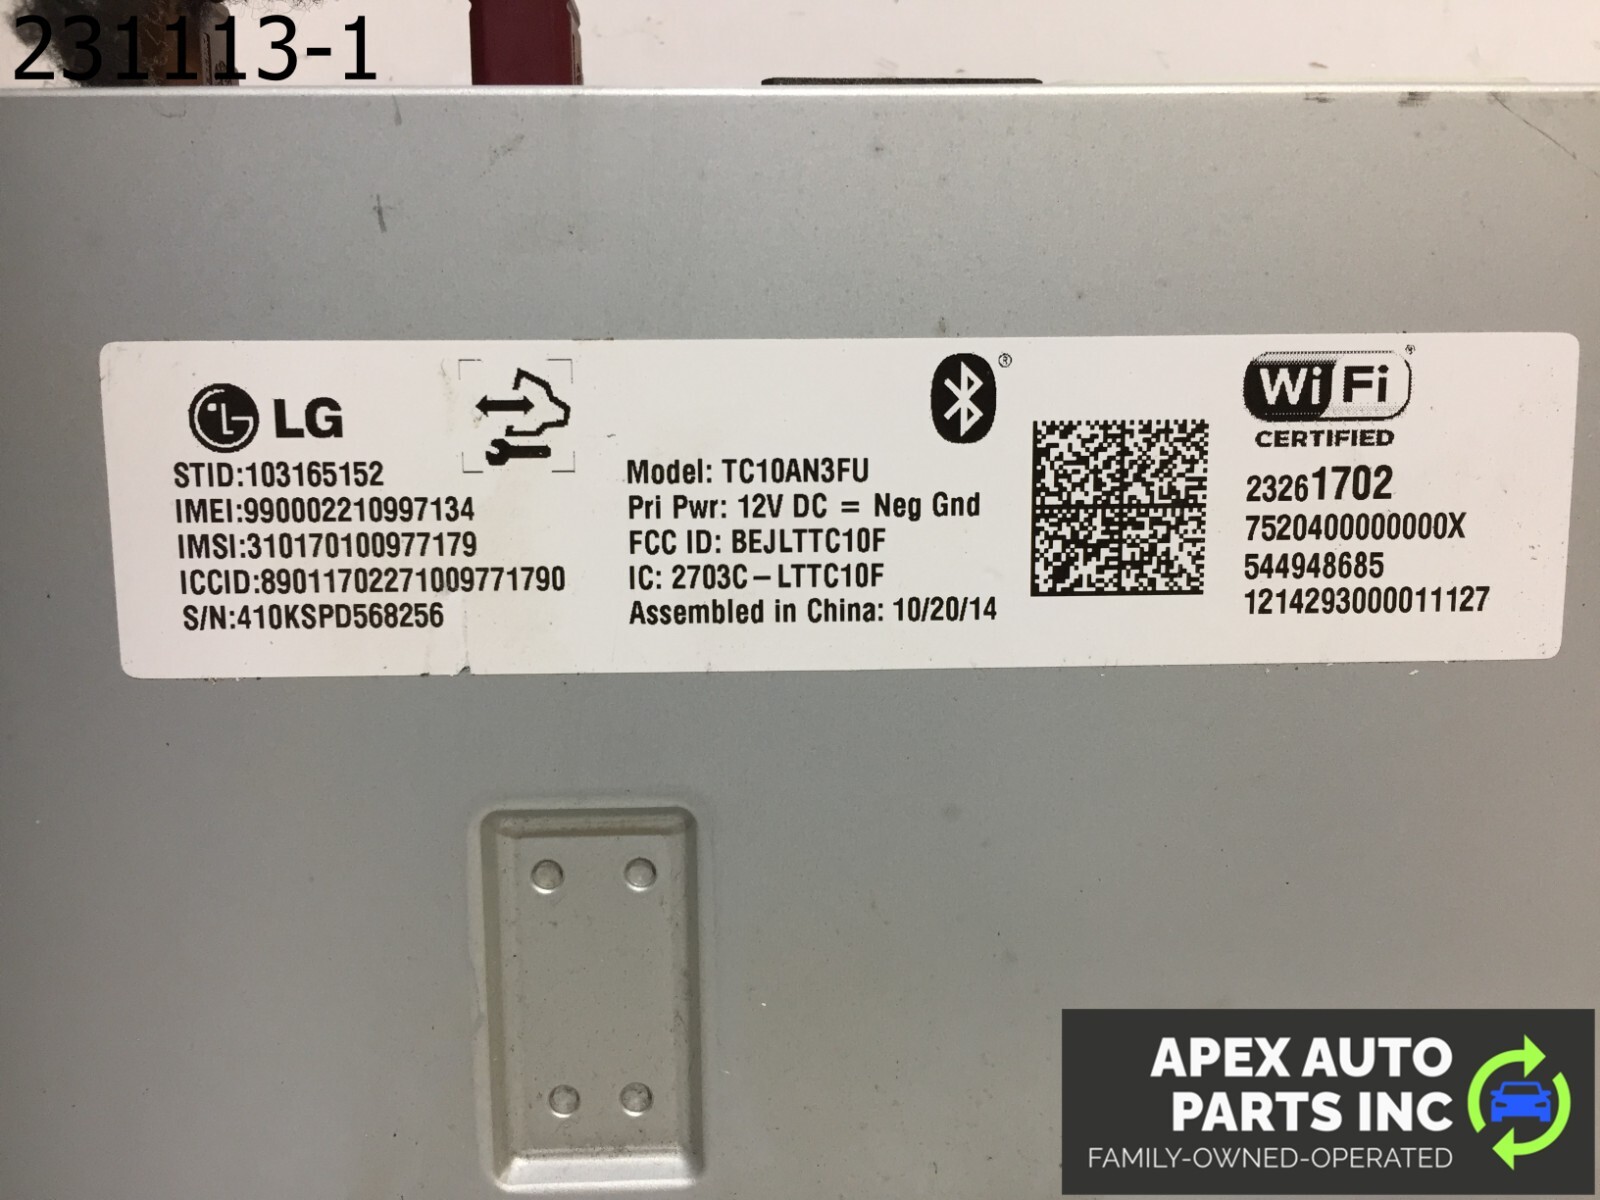 231113-1
LG
STID:103165152
IMEI:990002210997134
IMSI:310170100977179
ICCID:89011702271009771790
S/N:410KSPD568256
Model: TC10AN3FU
Pri Pwr: 12V DC = Neg Gnd
FCC ID: BEJLTTC10F
IC: 2703C-LTTC10F
Assembled in China: 10/20/14
®
WiFi ®
CERTIFIED
23261702
7520400000000X
544948685
1214293000011127
APEX AUTO
PARTS INC
FAMILY-OWNED-OPERATED